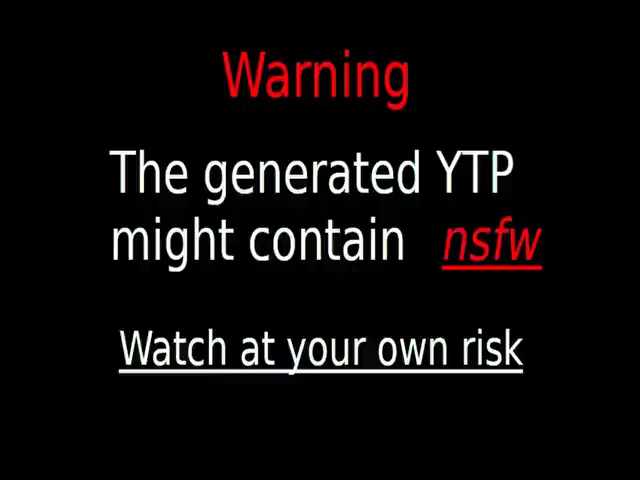 Warning
The generated YTP
might contain nsfw
Watch at your own risk